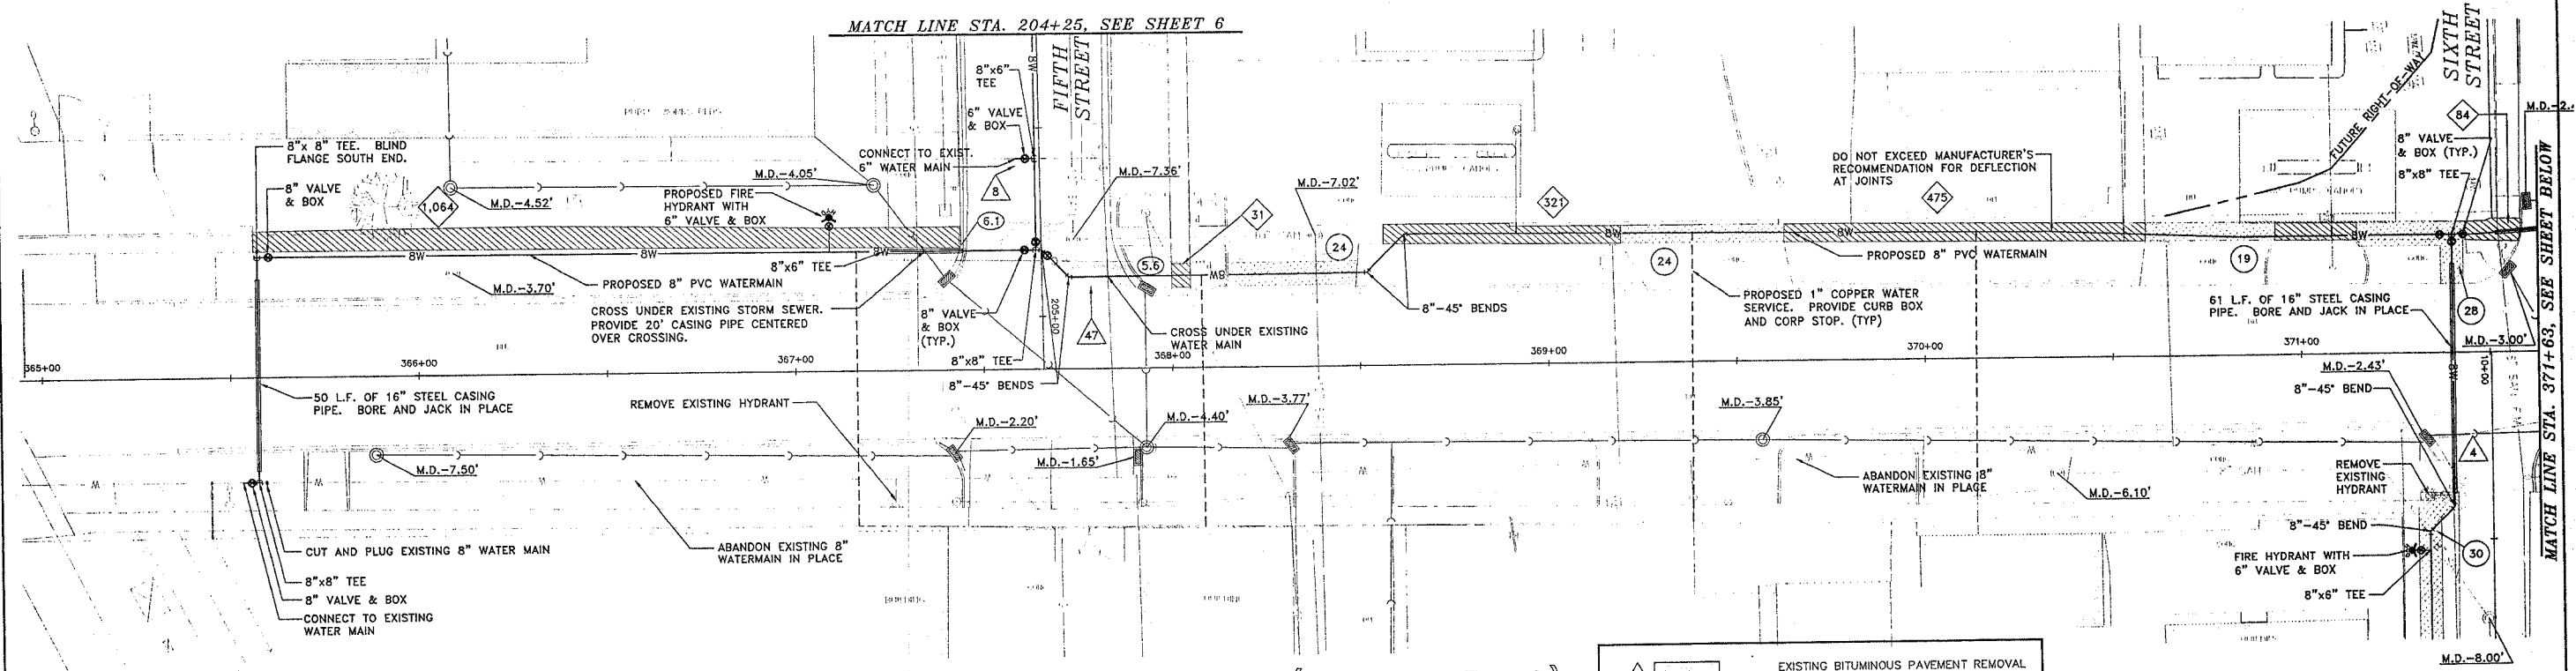 MATCH LINE STA. 204+25, SEE SHEET 6
FIFTH
STREET
SIXTH
STREET
FUTURE RIGHT-OF-WAY
8W
8"x6"
TEE
6" VALVE
& BOX
8"x 8" TEE. BLIND
FLANGE SOUTH END.
8" VALVE
& BOX
1,064
M.D.-4.52'
M.D.-4.05'
PROPOSED FIRE
HYDRANT WITH
6" VALVE & BOX
CONNECT TO EXIST.
6" WATER MAIN
8
6.1
M.D.-7.36'
M.D.-7.02'
31
24
5.6
321
DO NOT EXCEED MANUFACTURER'S
RECOMMENDATION FOR DEFLECTION
AT JOINTS
475
84
M.D.-2.4
8" VALVE
& BOX (TYP.)
8"x8" TEE
8W
8W
8W
8W
8W
8W
8W
8"x6" TEE
M.D.-3.70'
PROPOSED 8" PVC WATERMAIN
CROSS UNDER EXISTING STORM SEWER.
PROVIDE 20' CASING PIPE CENTERED
OVER CROSSING.
8" VALVE
& BOX
(TYP.)
205+00
47
CROSS UNDER EXISTING
WATER MAIN
8"x8" TEE
8"-45° BENDS
8"-45° BENDS
24
PROPOSED 8" PVC WATERMAIN
19
PROPOSED 1" COPPER WATER
SERVICE. PROVIDE CURB BOX
AND CORP STOP. (TYP)
61 L.F. OF 16" STEEL CASING
PIPE. BORE AND JACK IN PLACE
28
M.D.-3.00'
365+00
366+00
367+00
368+00
369+00
370+00
371+00
10+00
8W
MATCH LINE STA. 371+63, SEE SHEET BELOW
50 L.F. OF 16" STEEL CASING
PIPE. BORE AND JACK IN PLACE
REMOVE EXISTING HYDRANT
M.D.-2.20'
M.D.-4.40'
M.D.-3.77'
M.D.-3.85'
M.D.-2.43'
8"-45° BEND
4
M.D.-7.50'
M.D.-1.65'
ABANDON EXISTING 8"
WATERMAIN IN PLACE
M.D.-6.10'
REMOVE
EXISTING
HYDRANT
CUT AND PLUG EXISTING 8" WATER MAIN
8"x8" TEE
8" VALVE & BOX
CONNECT TO EXISTING
WATER MAIN
ABANDON EXISTING 8"
WATERMAIN IN PLACE
8"-45° BEND
30
FIRE HYDRANT WITH
6" VALVE & BOX
8"x6" TEE
M.D.-8.00'
EXISTING BITUMINOUS PAVEMENT REMOVAL